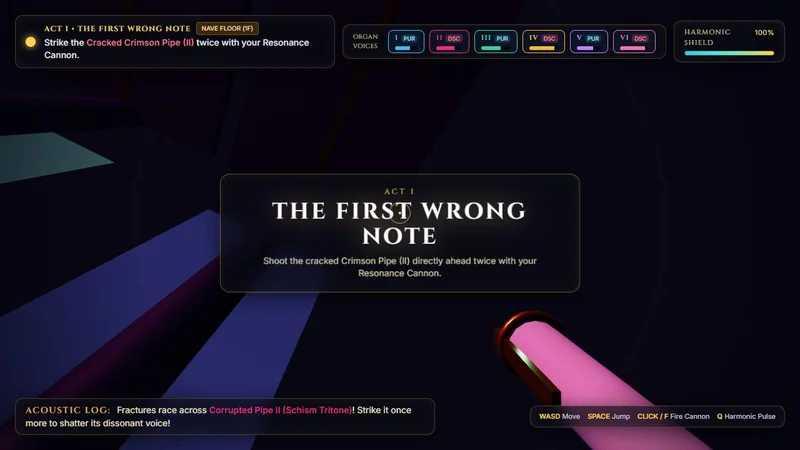 ACT I • THE FIRST WRONG NOTE NAVE FLOOR (1F)
Strike the Cracked Crimson Pipe (II) twice with your Resonance
Cannon.
ORGAN
VOICES
I PUR
II DSC
III PUR
IV DSC
V PUR
VI DSC
HARMONIC
SHIELD
100%
ACT I
THE FIRST WRONG
NOTE
Shoot the cracked Crimson Pipe (II) directly ahead twice with your
Resonance Cannon.
ACOUSTIC LOG: Fractures race across Corrupted Pipe II (Schism Tritone)! Strike it once
more to shatter its dissonant voice!
WASD Move SPACE Jump CLICK / F Fire Cannon Q Harmonic Pulse